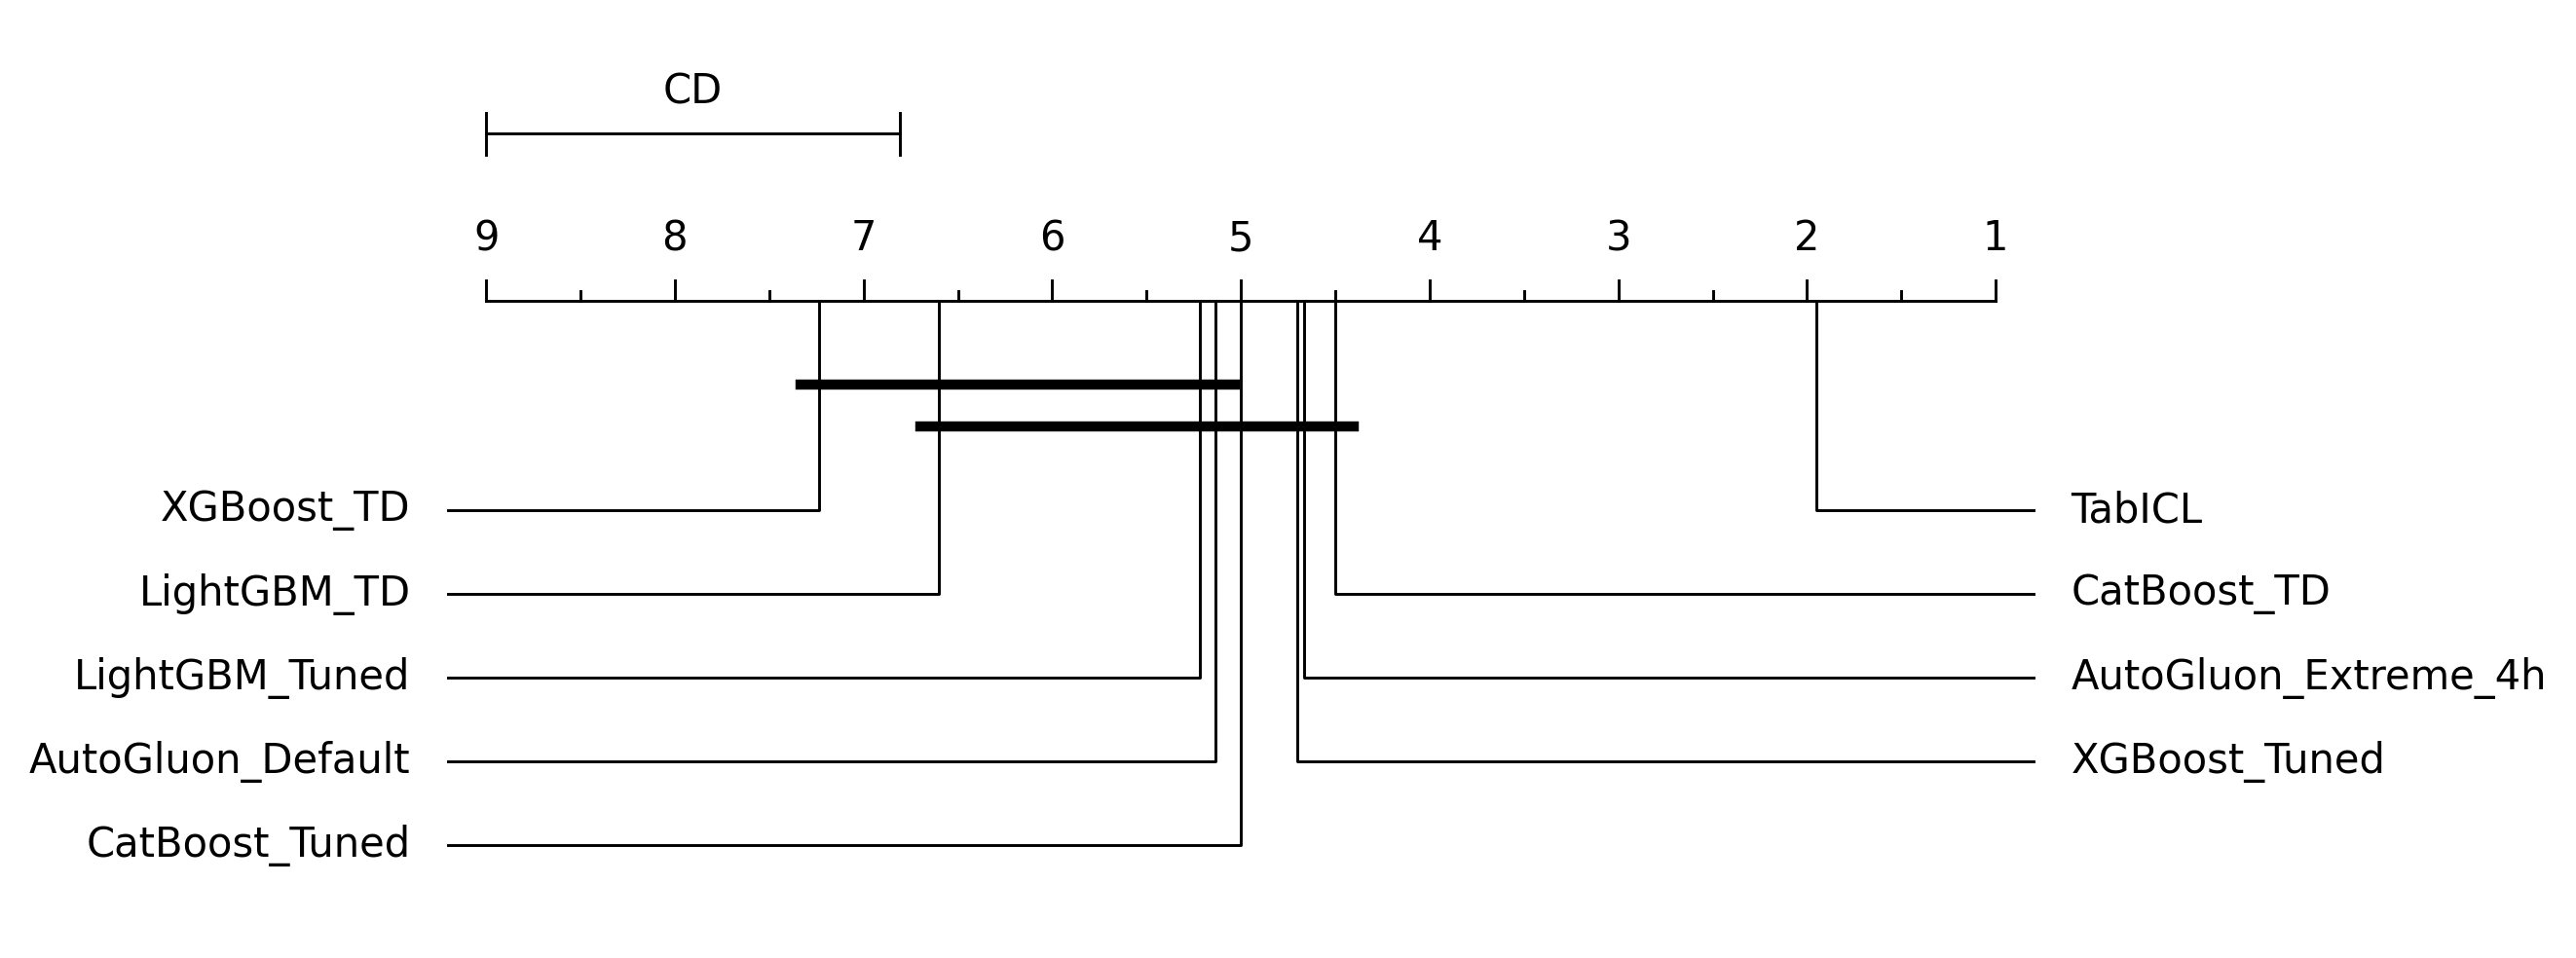 CD
9 8 7 6 5 4 3 2 1
XGBoost_TD
LightGBM_TD
LightGBM_Tuned
AutoGluon_Default
CatBoost_Tuned
TabICL
CatBoost_TD
AutoGluon_Extreme_4h
XGBoost_Tuned